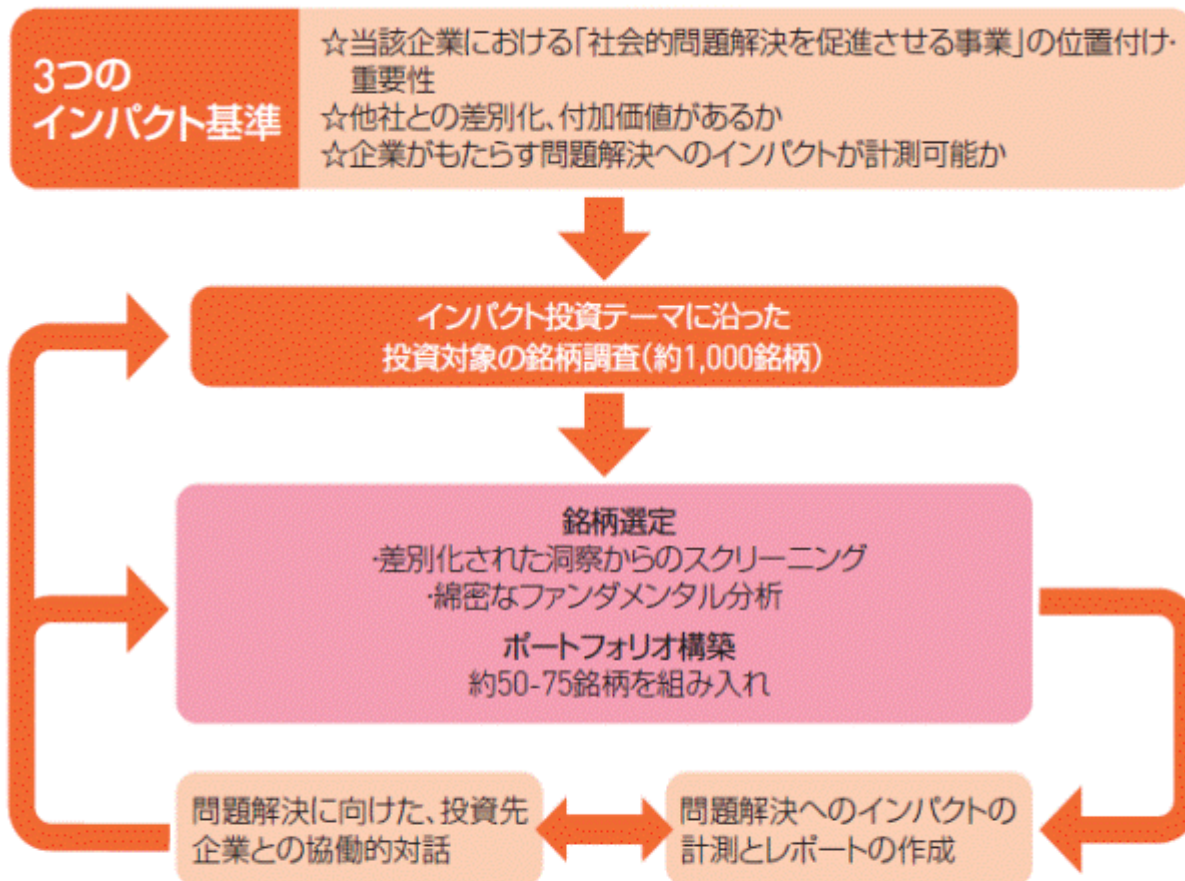 3つの
インパクト基準
☆当該企業における「社会的問題解決を促進させる事業」の位置付け・
重要性
☆他社との差別化、付加価値があるか
☆企業がもたらす問題解決へのインパクトが計測可能か
インパクト投資テーマに沿った
投資対象の銘柄調査(約1,000銘柄)
銘柄選定
・差別化された洞察からのスクリーニング
・綿密なファンダメンタル分析
ポートフォリオ構築
約50-75銘柄を組み入れ
問題解決に向けた、投資先
企業との協働的対話
問題解決へのインパクトの
計測とレポートの作成